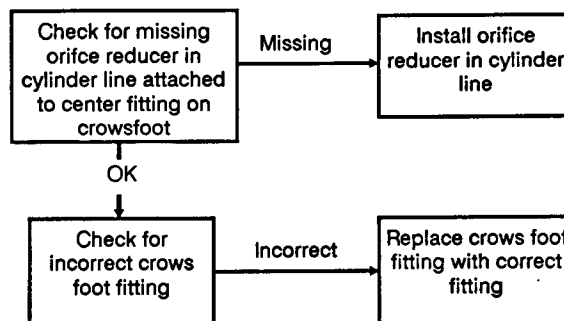 Check for missing
orifce reducer in
cylinder line attached
to center fitting on
crowsfoot
Missing
Install orifice
reducer in cylinder
line
OK
Check for
incorrect crows
foot fitting
Incorrect
Replace crows foot
fitting with correct
fitting